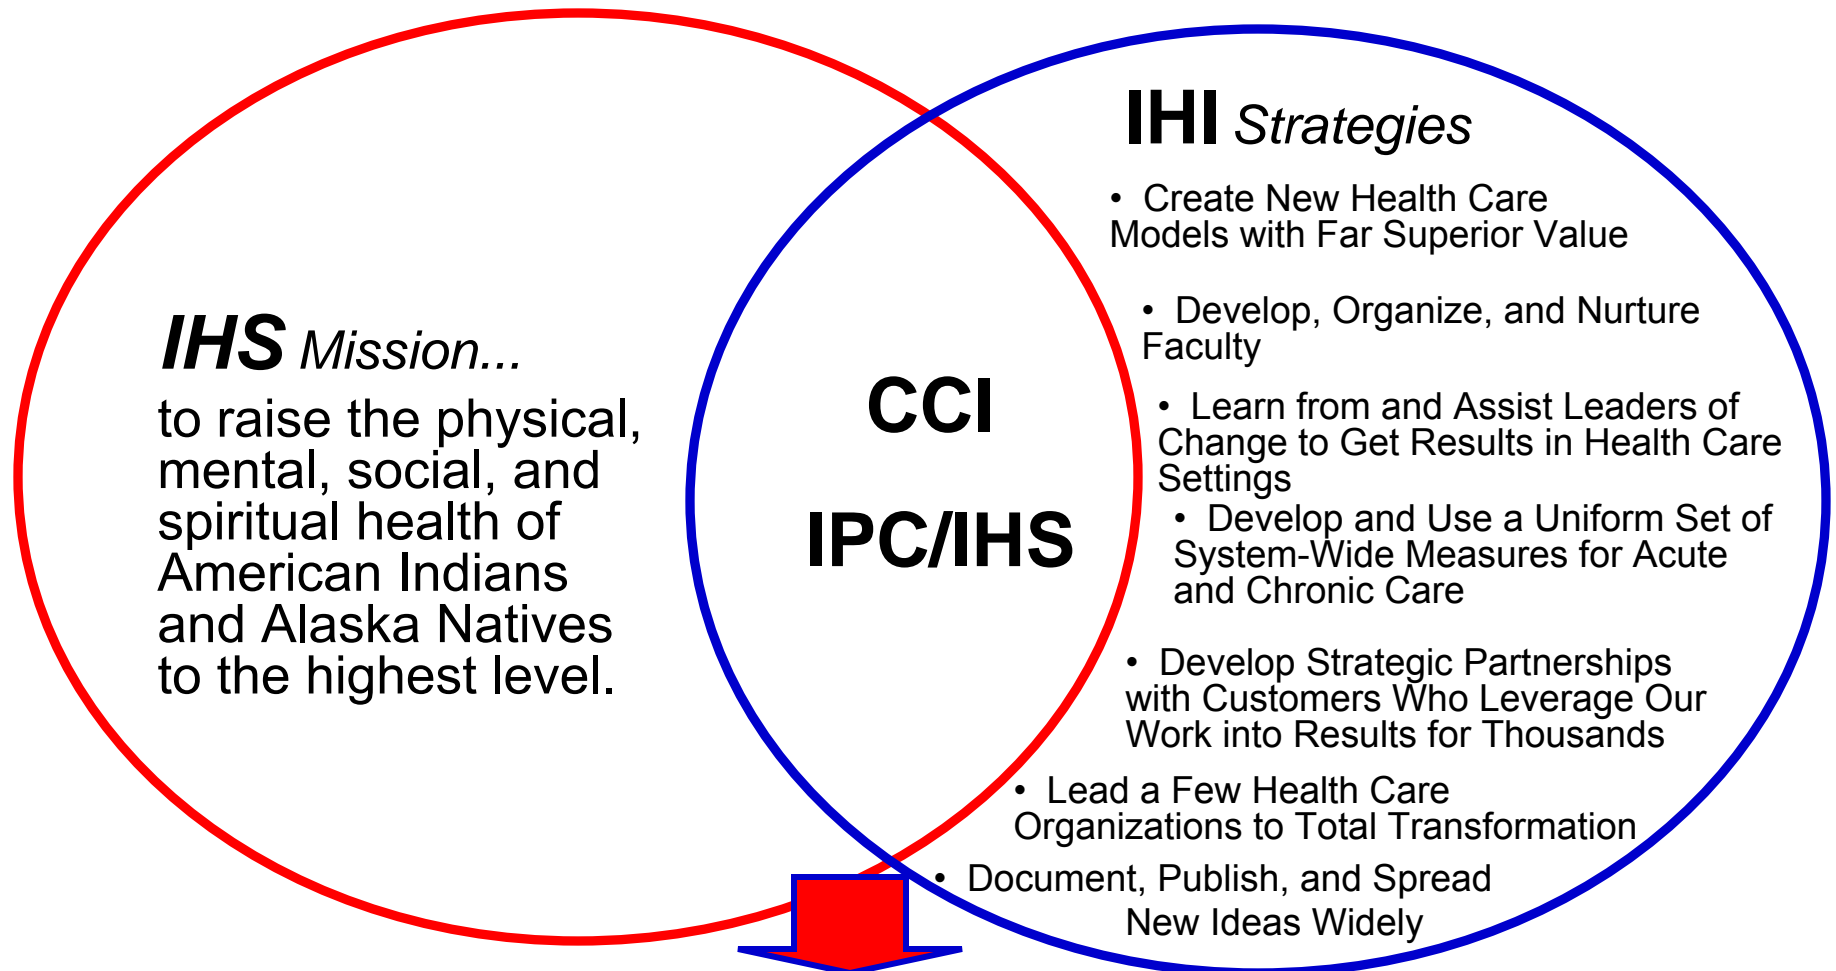 IHS Mission...
to raise the physical,
mental, social, and
spiritual health of
American Indians
and Alaska Natives
to the highest level.
CCI
IPC/IHS
IHI Strategies
• Create New Health Care
Models with Far Superior Value
• Develop, Organize, and Nurture
Faculty
• Learn from and Assist Leaders of
Change to Get Results in Health Care
Settings
• Develop and Use a Uniform Set of
System-Wide Measures for Acute
and Chronic Care
• Develop Strategic Partnerships
with Customers Who Leverage Our
Work into Results for Thousands
• Lead a Few Health Care
Organizations to Total Transformation
• Document, Publish, and Spread
New Ideas Widely